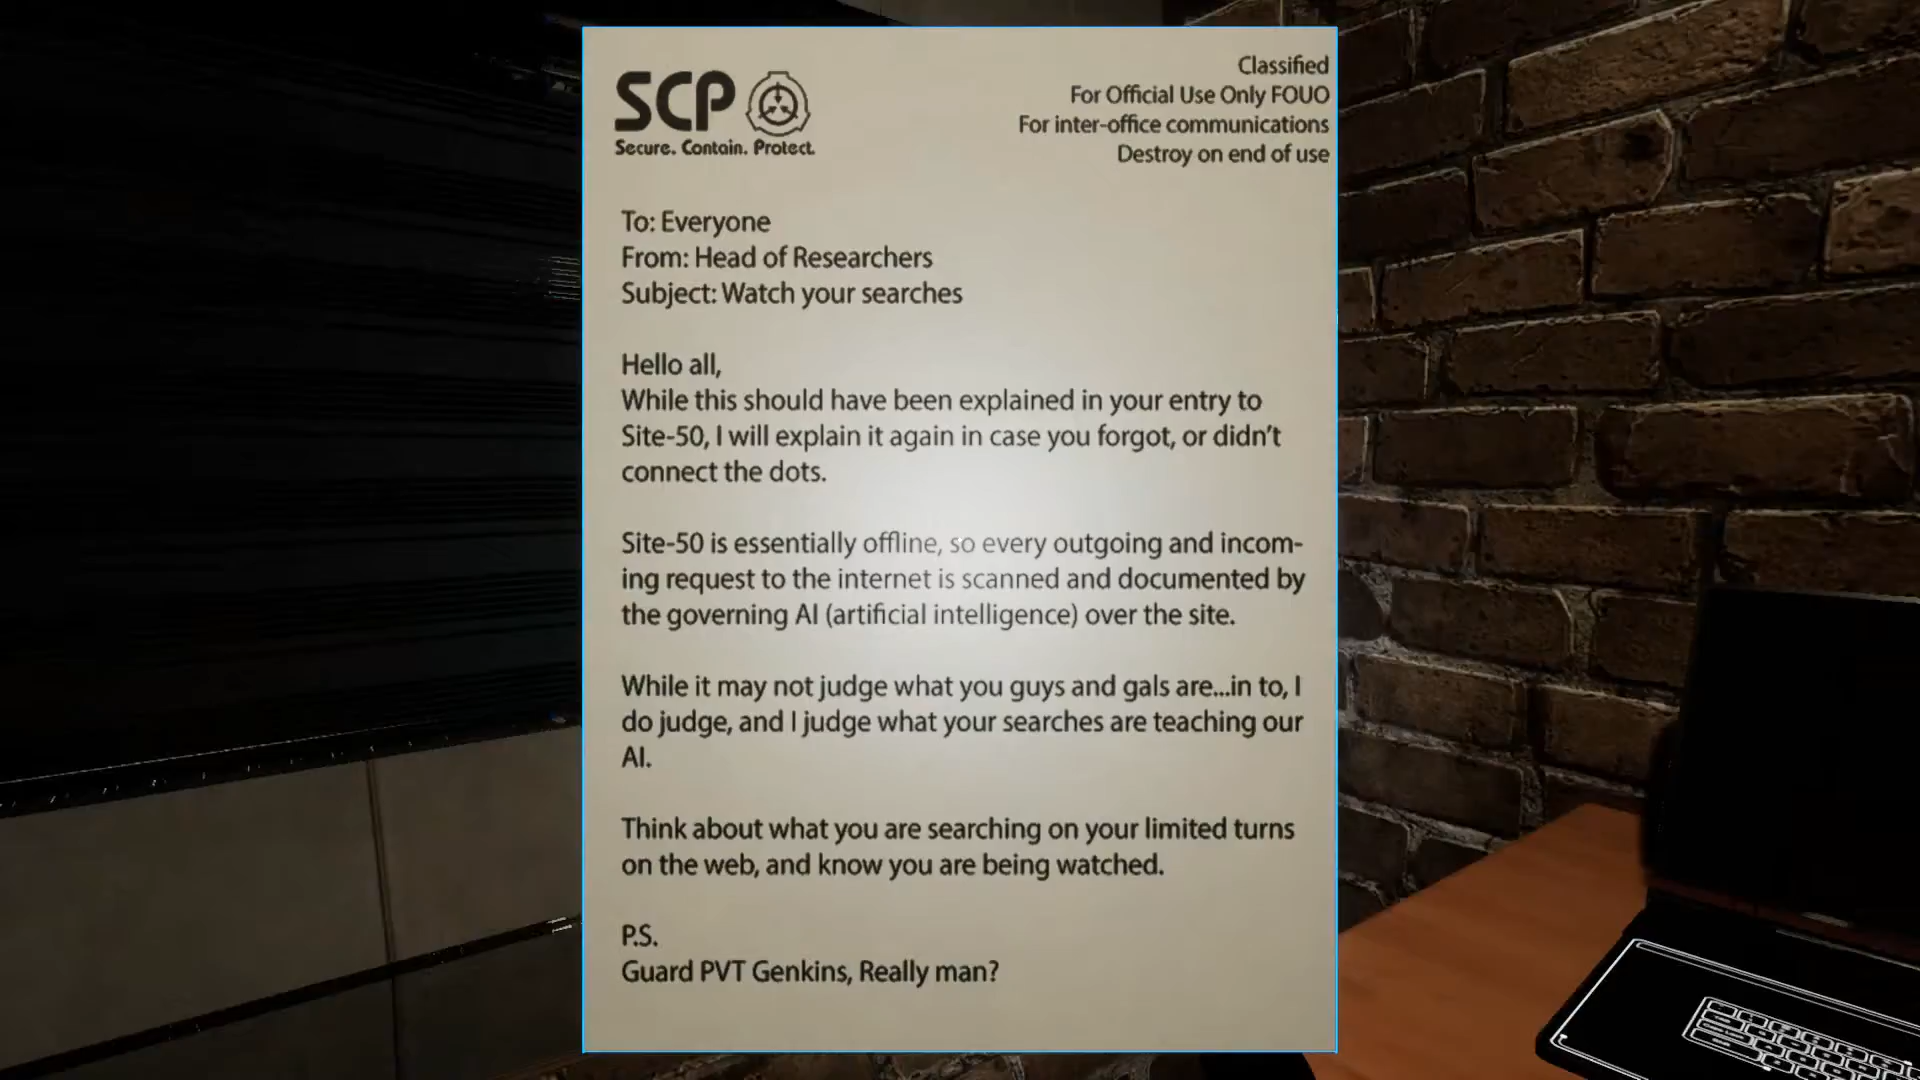 SCP
Secure. Contain. Protect.
Classified
For Official Use Only FOUO
For inter-office communications
Destroy on end of use
To: Everyone
From: Head of Researchers
Subject: Watch your searches
Hello all,
While this should have been explained in your entry to
Site-50, I will explain it again in case you forgot, or didn't
connect the dots.
Site-50 is essentially offline, so every outgoing and incom-
ing request to the internet is scanned and documented by
the governing AI (artificial intelligence) over the site.
While it may not judge what you guys and gals are...in to, I
do judge, and I judge what your searches are teaching our
AI.
Think about what you are searching on your limited turns
on the web, and know you are being watched.
P.S.
Guard PVT Genkins, Really man?